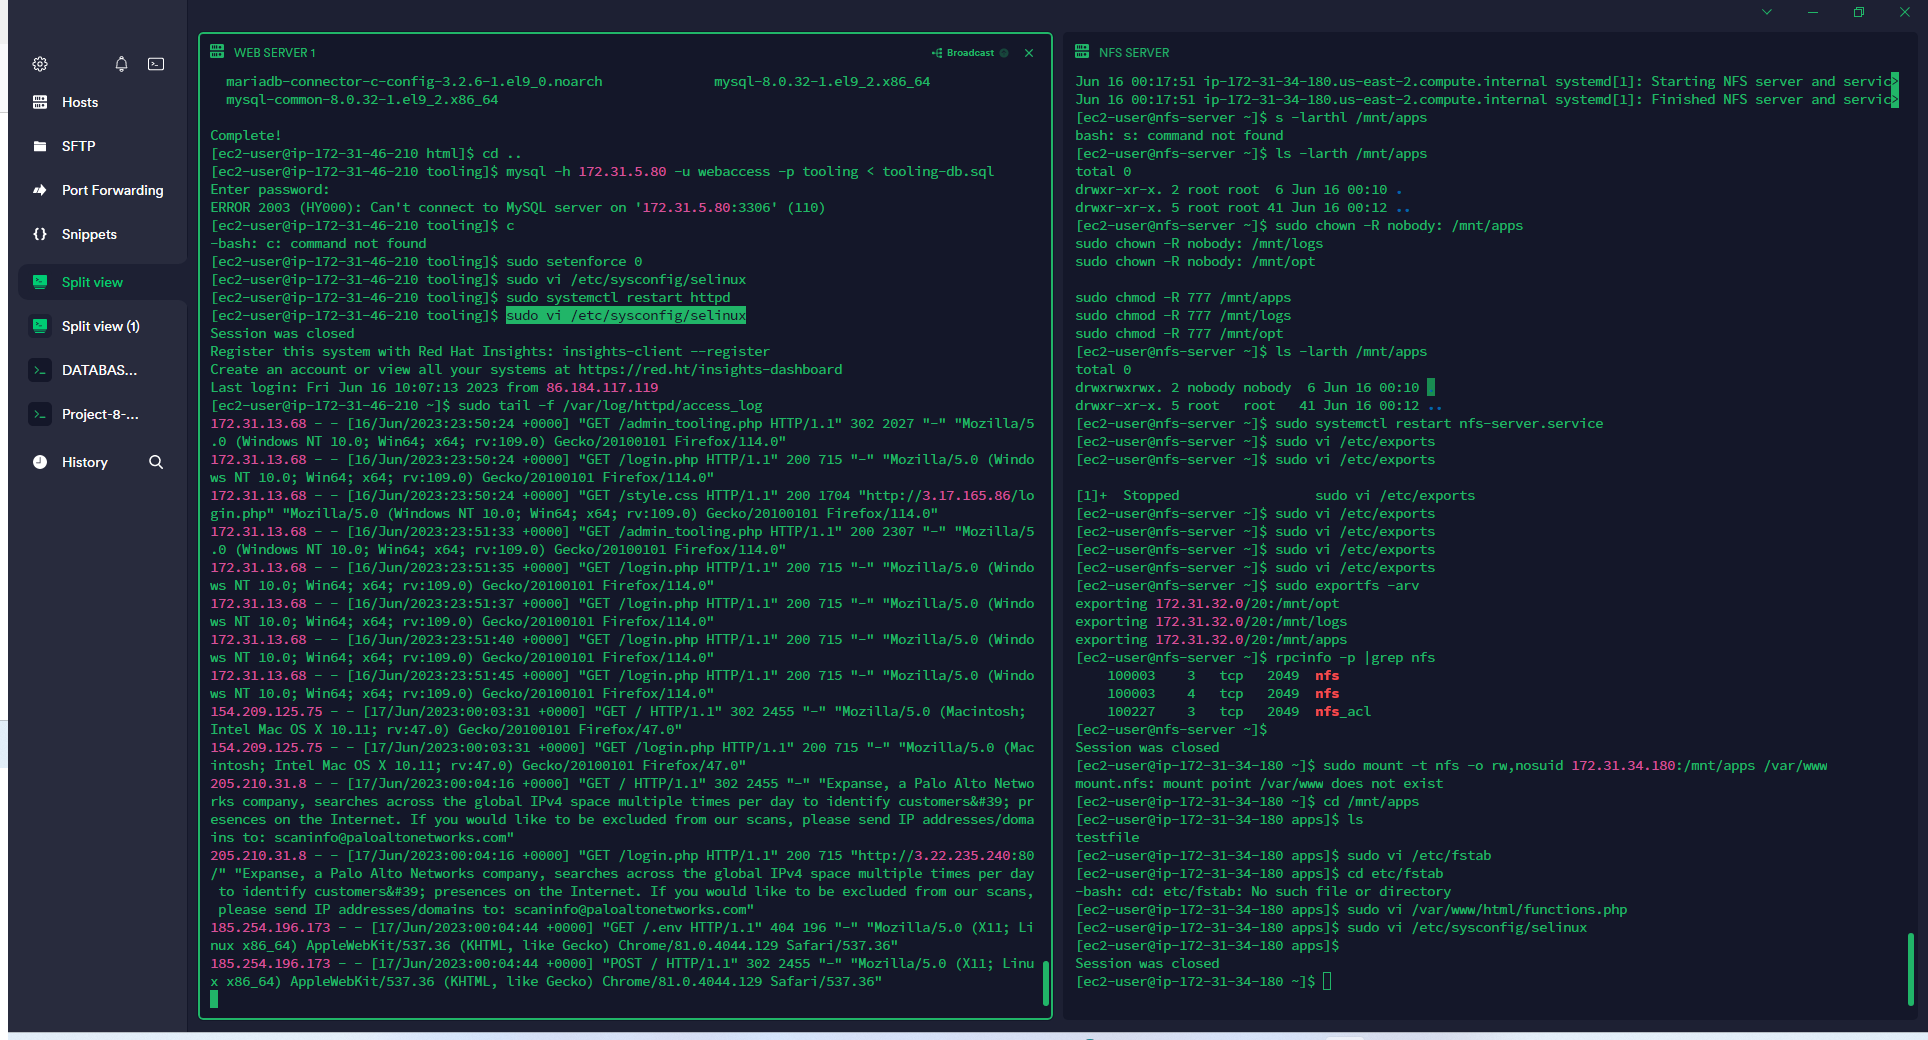 Hosts
SFTP
Port Forwarding
Snippets
Split view
Split view (1)
DATABAS...
Project-8-...
History
WEB SERVER 1
Broadcast
mariadb-connector-c-config-3.2.6-1.el9_0.noarch mysql-8.0.32-1.el9_2.x86_64
mysql-common-8.0.32-1.el9_2.x86_64
Complete!
[ec2-user@ip-172-31-46-210 html]$ cd ..
[ec2-user@ip-172-31-46-210 tooling]$ mysql -h 172.31.5.80 -u webaccess -p tooling < tooling-db.sql
Enter password:
ERROR 2003 (HY000): Can't connect to MySQL server on '172.31.5.80:3306' (110)
[ec2-user@ip-172-31-46-210 tooling]$ c
-bash: c: command not found
[ec2-user@ip-172-31-46-210 tooling]$ sudo setenforce 0
[ec2-user@ip-172-31-46-210 tooling]$ sudo vi /etc/sysconfig/selinux
[ec2-user@ip-172-31-46-210 tooling]$ sudo systemctl restart httpd
[ec2-user@ip-172-31-46-210 tooling]$ sudo vi /etc/sysconfig/selinux
Session was closed
Register this system with Red Hat Insights: insights-client --register
Create an account or view all your systems at https://red.ht/insights-dashboard
Last login: Fri Jun 16 10:07:13 2023 from 86.184.117.119
[ec2-user@ip-172-31-46-210 ~]$ sudo tail -f /var/log/httpd/access_log
172.31.13.68 - - [16/Jun/2023:23:50:24 +0000] "GET /admin_tooling.php HTTP/1.1" 302 2027 "-" "Mozilla/5
.0 (Windows NT 10.0; Win64; x64; rv:109.0) Gecko/20100101 Firefox/114.0"
172.31.13.68 - - [16/Jun/2023:23:50:24 +0000] "GET /login.php HTTP/1.1" 200 715 "-" "Mozilla/5.0 (Windo
ws NT 10.0; Win64; x64; rv:109.0) Gecko/20100101 Firefox/114.0"
172.31.13.68 - - [16/Jun/2023:23:50:24 +0000] "GET /style.css HTTP/1.1" 200 1704 "http://3.17.165.86/lo
gin.php" "Mozilla/5.0 (Windows NT 10.0; Win64; x64; rv:109.0) Gecko/20100101 Firefox/114.0"
172.31.13.68 - - [16/Jun/2023:23:51:33 +0000] "GET /admin_tooling.php HTTP/1.1" 200 2307 "-" "Mozilla/5
.0 (Windows NT 10.0; Win64; x64; rv:109.0) Gecko/20100101 Firefox/114.0"
172.31.13.68 - - [16/Jun/2023:23:51:35 +0000] "GET /login.php HTTP/1.1" 200 715 "-" "Mozilla/5.0 (Windo
ws NT 10.0; Win64; x64; rv:109.0) Gecko/20100101 Firefox/114.0"
172.31.13.68 - - [16/Jun/2023:23:51:37 +0000] "GET /login.php HTTP/1.1" 200 715 "-" "Mozilla/5.0 (Windo
ws NT 10.0; Win64; x64; rv:109.0) Gecko/20100101 Firefox/114.0"
172.31.13.68 - - [16/Jun/2023:23:51:40 +0000] "GET /login.php HTTP/1.1" 200 715 "-" "Mozilla/5.0 (Windo
ws NT 10.0; Win64; x64; rv:109.0) Gecko/20100101 Firefox/114.0"
172.31.13.68 - - [16/Jun/2023:23:51:45 +0000] "GET /login.php HTTP/1.1" 200 715 "-" "Mozilla/5.0 (Windo
ws NT 10.0; Win64; x64; rv:109.0) Gecko/20100101 Firefox/114.0"
154.209.125.75 - - [17/Jun/2023:00:03:31 +0000] "GET / HTTP/1.1" 302 2455 "-" "Mozilla/5.0 (Macintosh;
Intel Mac OS X 10.11; rv:47.0) Gecko/20100101 Firefox/47.0"
154.209.125.75 - - [17/Jun/2023:00:03:31 +0000] "GET /login.php HTTP/1.1" 200 715 "-" "Mozilla/5.0 (Mac
intosh; Intel Mac OS X 10.11; rv:47.0) Gecko/20100101 Firefox/47.0"
205.210.31.8 - - [17/Jun/2023:00:04:16 +0000] "GET / HTTP/1.1" 302 2455 "-" "Expanse, a Palo Alto Netwo
rks company, searches across the global IPv4 space multiple times per day to identify customers&#39; pr
esences on the Internet. If you would like to be excluded from our scans, please send IP addresses/doma
ins to: scaninfo@paloaltonetworks.com"
205.210.31.8 - - [17/Jun/2023:00:04:16 +0000] "GET /login.php HTTP/1.1" 200 715 "http://3.22.235.240:80
/" "Expanse, a Palo Alto Networks company, searches across the global IPv4 space multiple times per day
to identify customers&#39; presences on the Internet. If you would like to be excluded from our scans,
please send IP addresses/domains to: scaninfo@paloaltonetworks.com"
185.254.196.173 - - [17/Jun/2023:00:04:44 +0000] "GET /.env HTTP/1.1" 404 196 "-" "Mozilla/5.0 (X11; Li
nux x86_64) AppleWebKit/537.36 (KHTML, like Gecko) Chrome/81.0.4044.129 Safari/537.36"
185.254.196.173 - - [17/Jun/2023:00:04:44 +0000] "POST / HTTP/1.1" 302 2455 "-" "Mozilla/5.0 (X11; Linu
x x86_64) AppleWebKit/537.36 (KHTML, like Gecko) Chrome/81.0.4044.129 Safari/537.36"
NFS SERVER
Jun 16 00:17:51 ip-172-31-34-180.us-east-2.compute.internal systemd[1]: Starting NFS server and servic>
Jun 16 00:17:51 ip-172-31-34-180.us-east-2.compute.internal systemd[1]: Finished NFS server and servic>
[ec2-user@nfs-server ~]$ s -larthl /mnt/apps
bash: s: command not found
[ec2-user@nfs-server ~]$ ls -larth /mnt/apps
total 0
drwxr-xr-x. 2 root root  6 Jun 16 00:10 .
drwxr-xr-x. 5 root root 41 Jun 16 00:12 ..
[ec2-user@nfs-server ~]$ sudo chown -R nobody: /mnt/apps
sudo chown -R nobody: /mnt/logs
sudo chown -R nobody: /mnt/opt
sudo chmod -R 777 /mnt/apps
sudo chmod -R 777 /mnt/logs
sudo chmod -R 777 /mnt/opt
[ec2-user@nfs-server ~]$ ls -larth /mnt/apps
total 0
drwxrwxrwx. 2 nobody nobody  6 Jun 16 00:10 .
drwxr-xr-x. 5 root   root   41 Jun 16 00:12 ..
[ec2-user@nfs-server ~]$ sudo systemctl restart nfs-server.service
[ec2-user@nfs-server ~]$ sudo vi /etc/exports
[ec2-user@nfs-server ~]$ sudo vi /etc/exports
[1]+  Stopped                 sudo vi /etc/exports
[ec2-user@nfs-server ~]$ sudo vi /etc/exports
[ec2-user@nfs-server ~]$ sudo vi /etc/exports
[ec2-user@nfs-server ~]$ sudo vi /etc/exports
[ec2-user@nfs-server ~]$ sudo vi /etc/exports
[ec2-user@nfs-server ~]$ sudo exportfs -arv
exporting 172.31.32.0/20:/mnt/opt
exporting 172.31.32.0/20:/mnt/logs
exporting 172.31.32.0/20:/mnt/apps
[ec2-user@nfs-server ~]$ rpcinfo -p |grep nfs
100003    3   tcp   2049  nfs
100003    4   tcp   2049  nfs
100227    3   tcp   2049  nfs_acl
[ec2-user@nfs-server ~]$
Session was closed
[ec2-user@ip-172-31-34-180 ~]$ sudo mount -t nfs -o rw,nosuid 172.31.34.180:/mnt/apps /var/www
mount.nfs: mount point /var/www does not exist
[ec2-user@ip-172-31-34-180 ~]$ cd /mnt/apps
[ec2-user@ip-172-31-34-180 apps]$ ls
testfile
[ec2-user@ip-172-31-34-180 apps]$ sudo vi /etc/fstab
[ec2-user@ip-172-31-34-180 apps]$ cd etc/fstab
-bash: cd: etc/fstab: No such file or directory
[ec2-user@ip-172-31-34-180 apps]$ sudo vi /var/www/html/functions.php
[ec2-user@ip-172-31-34-180 apps]$ sudo vi /etc/sysconfig/selinux
[ec2-user@ip-172-31-34-180 apps]$
Session was closed
[ec2-user@ip-172-31-34-180 ~]$